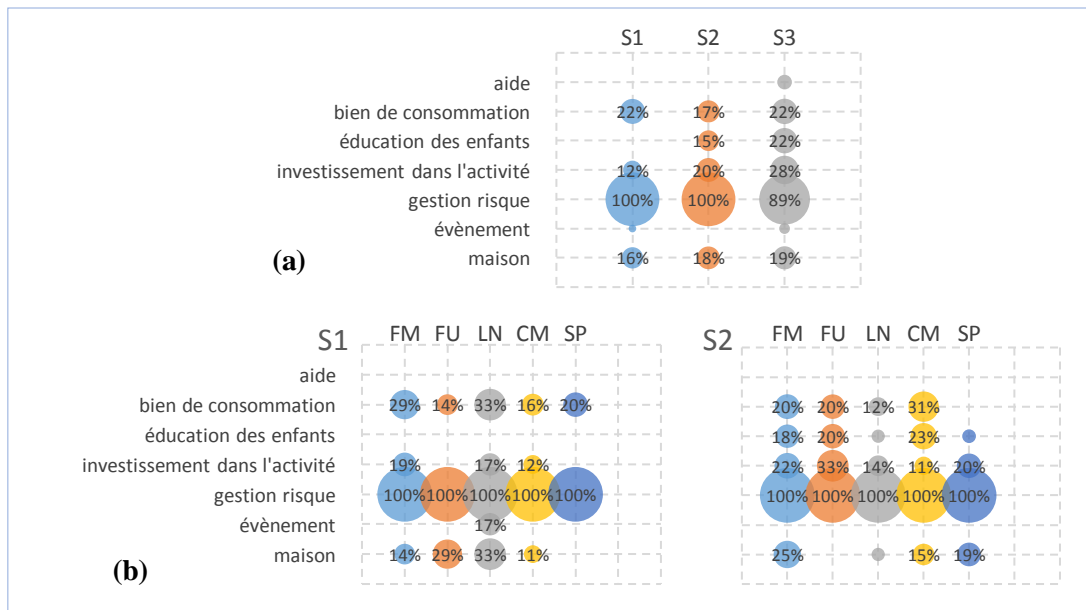 S1 S2 S3
aide
bien de consommation 22% 17% 22%
éducation des enfants 15% 22%
investissement dans l'activité 12% 20% 28%
gestion risque 100% 100% 89%
évènement
maison 16% 18% 19%
(a)
S1 FM FU LN CM SP
aide
bien de consommation 29% 14% 33% 16% 20%
éducation des enfants
investissement dans l'activité 19% 17% 12%
gestion risque 100% 100% 100% 100% 100%
évènement 17%
maison 14% 29% 33% 11%
(b)
S2 FM FU LN CM SP
20% 20% 12% 31%
18% 20% 23%
22% 33% 14% 11% 20%
100% 100% 100% 100% 100%
25% 15% 19%